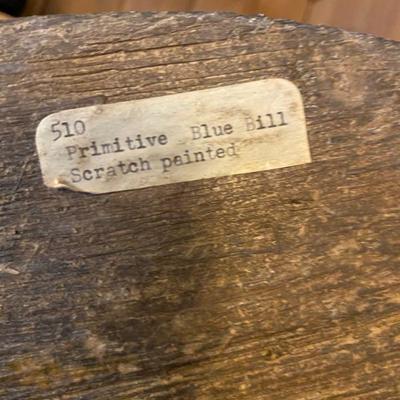 510
Primitive Blue Bill
Scratch painted